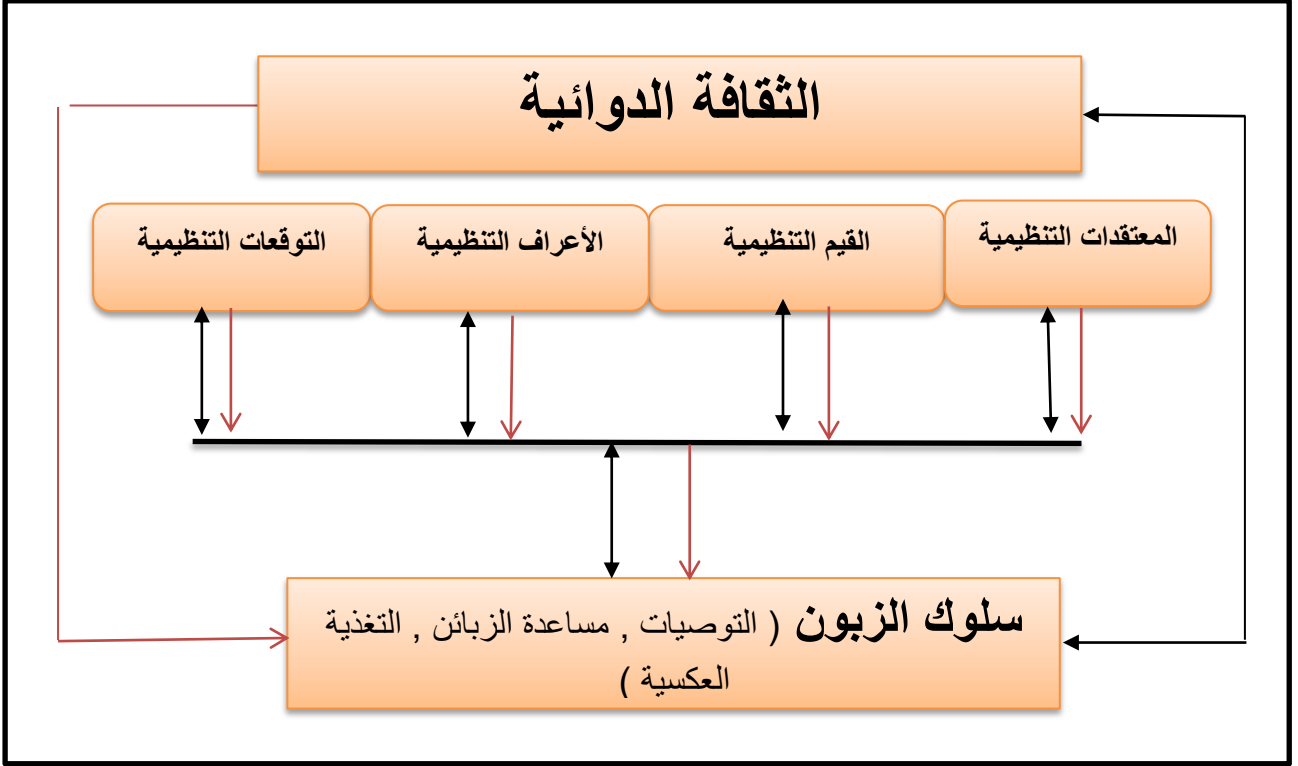 الثقافة الدوائية
المعتقدات التنظيمية
القيم التنظيمية
الأعراف التنظيمية
التوقعات التنظيمية
سلوك الزبون ( التوصيات , مساعدة الزبائن , التغذية
العكسية )